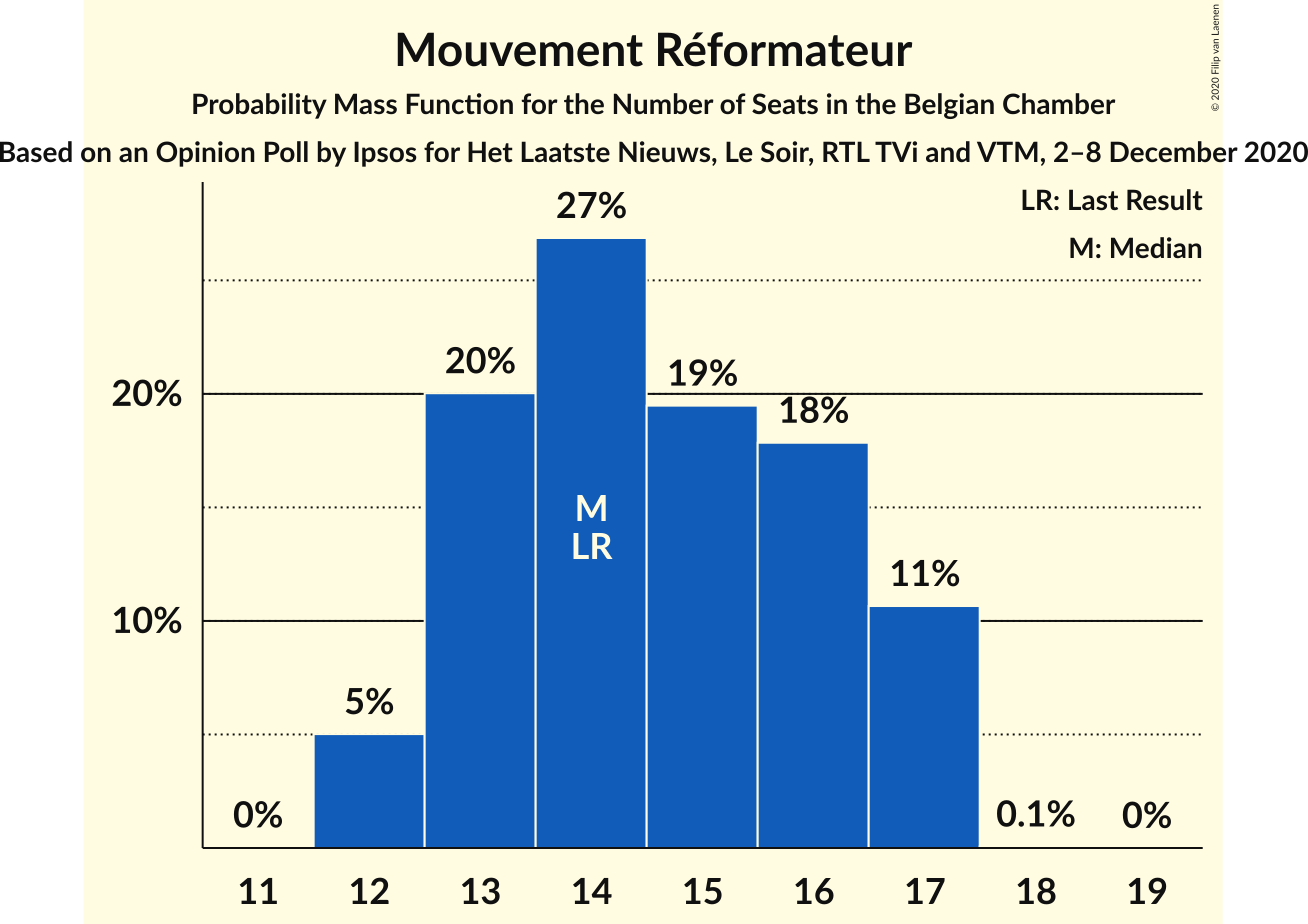 Mouvement Réformateur
Probability Mass Function for the Number of Seats in the Belgian Chamber
Based on an Opinion Poll by Ipsos for Het Laatste Nieuws, Le Soir, RTL TVi and VTM, 2–8 December 2020
© 2020 Filip van Laenen
LR: Last Result
M: Median
27%
20%
19%
18%
11%
5%
0%
0.1%
0%
M
LR
20%
10%
11 12 13 14 15 16 17 18 19